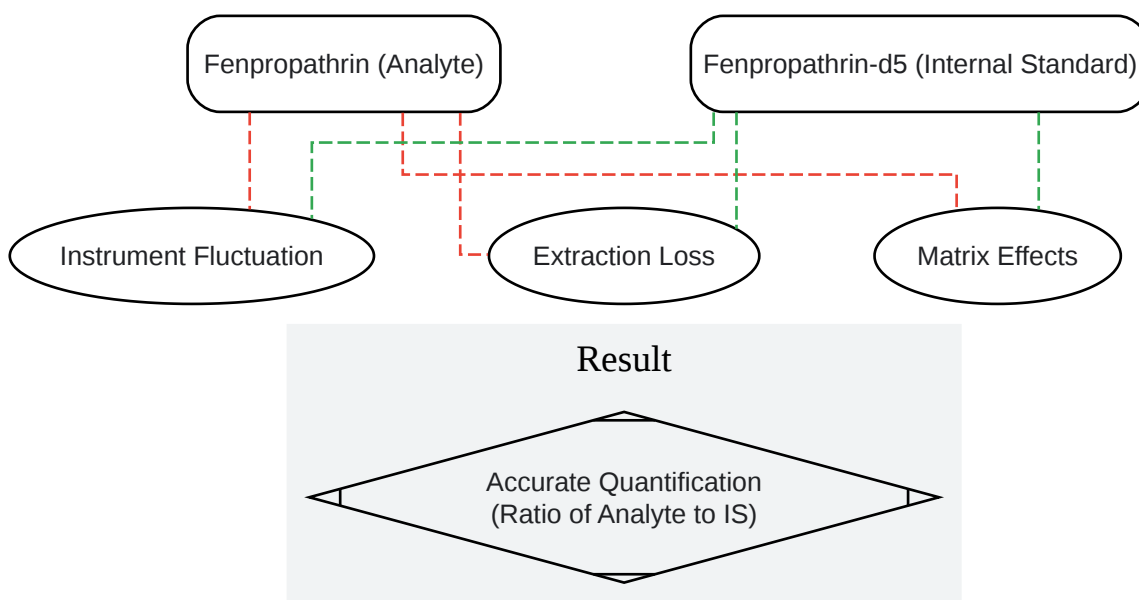 Fenpropathrin (Analyte)
Fenpropathrin-d5 (Internal Standard)
Instrument Fluctuation
Extraction Loss
Matrix Effects
Result
Accurate Quantification
(Ratio of Analyte to IS)